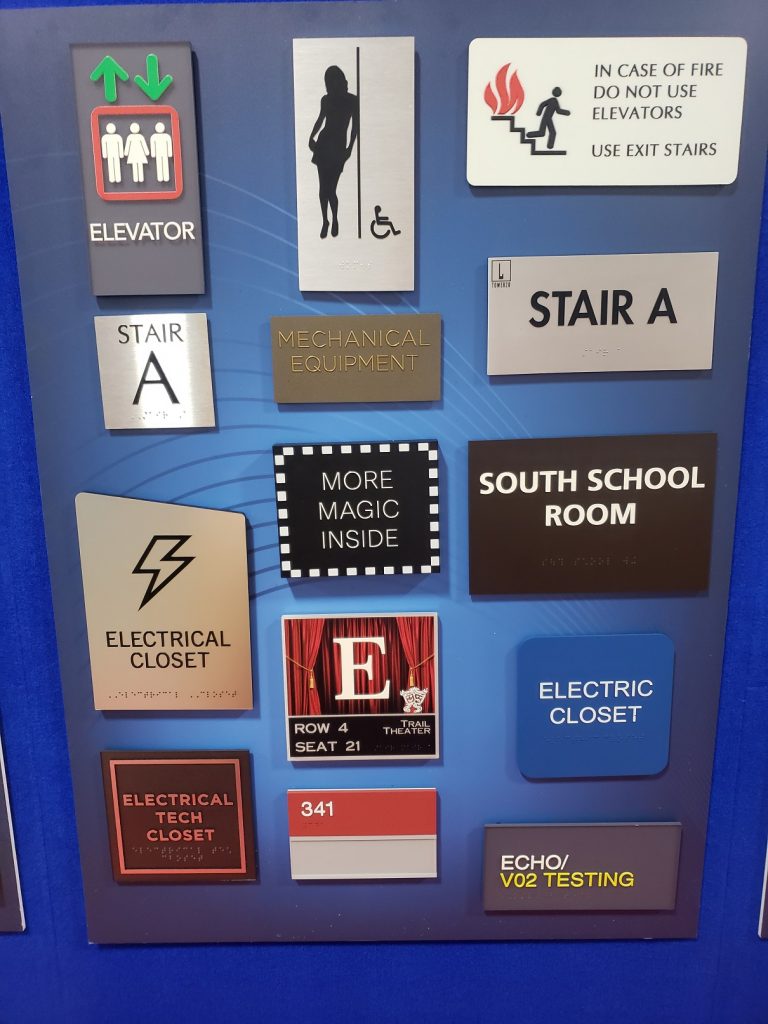 ELEVATOR
IN CASE OF FIRE
DO NOT USE
ELEVATORS
USE EXIT STAIRS
STAIR
A
MECHANICAL
EQUIPMENT
STAIR A
MORE
MAGIC
INSIDE
SOUTH SCHOOL
ROOM
ELECTRICAL
CLOSET
E
ROW 4
SEAT 21
TRAIL
THEATER
ELECTRIC
CLOSET
ELECTRICAL
TECH
CLOSET
341
ECHO/
V02 TESTING